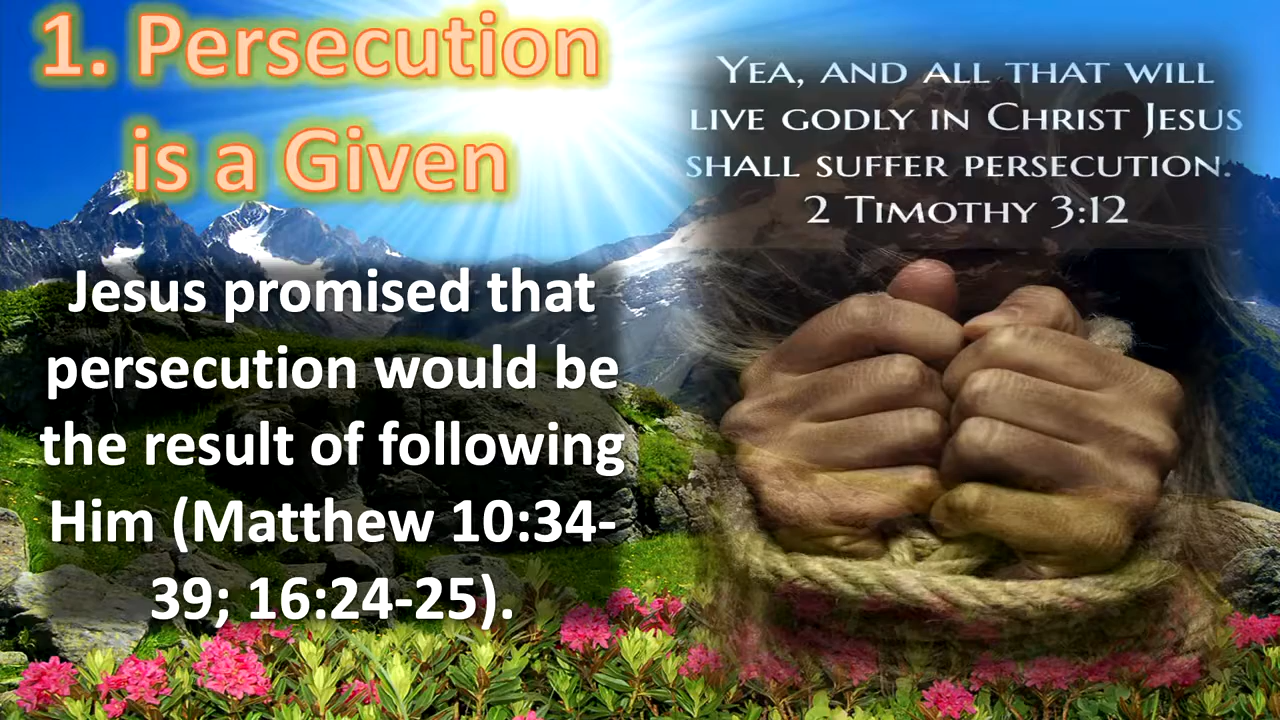 1. Persecution
is a Given
Jesus promised that
persecution would be
the result of following
Him (Matthew 10:34-
39; 16:24-25).
Yea, and all that will
live godly in Christ Jesus
shall suffer persecution.
2 Timothy 3:12